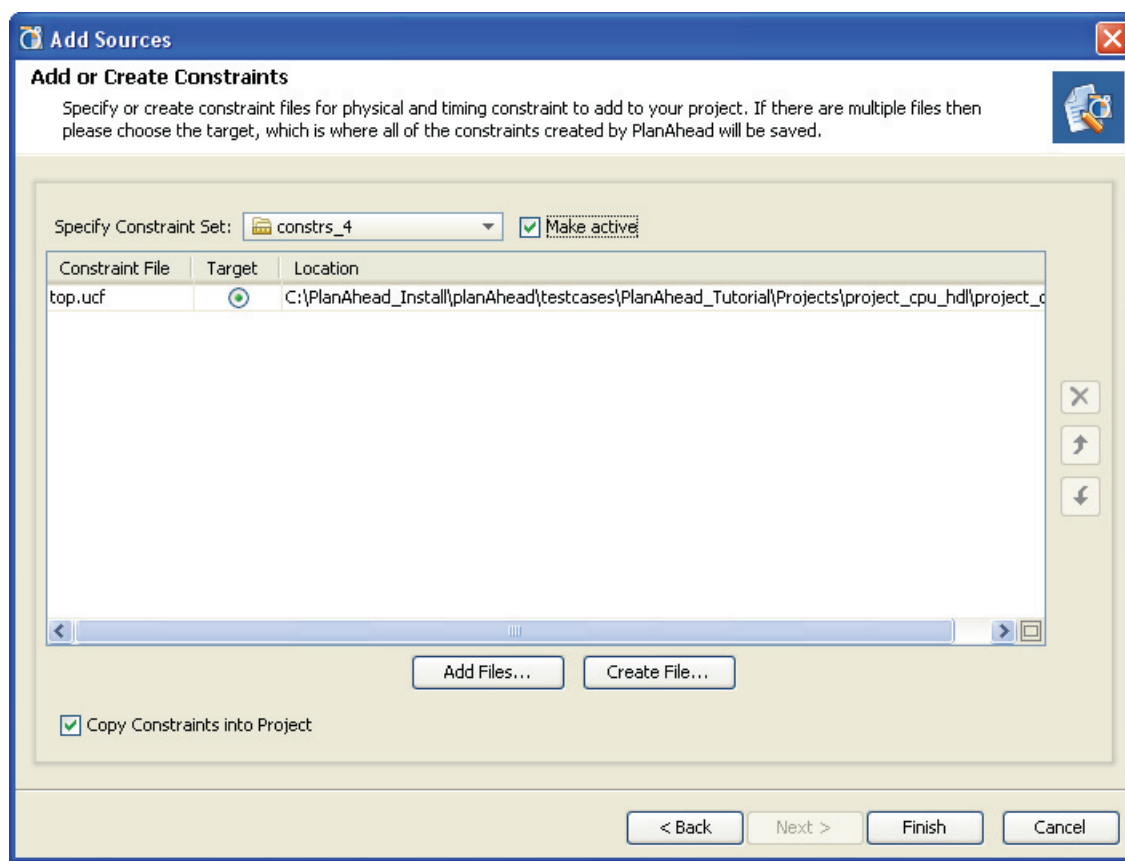 Add Sources
Add or Create Constraints
Specify or create constraint files for physical and timing constraint to add to your project. If there are multiple files then
please choose the target, which is where all of the constraints created by PlanAhead will be saved.
Specify Constraint Set: constrs_4 Make active
Constraint File Target Location
top.ucf C:\PlanAhead_Install\planAhead\testcases\PlanAhead_Tutorial\Projects\project_cpu_hdl\project_c
Add Files... Create File...
Copy Constraints into Project
< Back Next > Finish Cancel